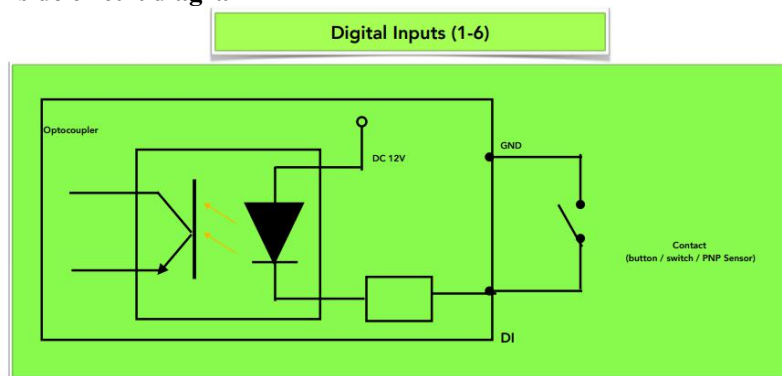 Digital Inputs (1-6)
Optocoupler
DC 12V
GND
Contact
(button / switch / PNP Sensor)
DI